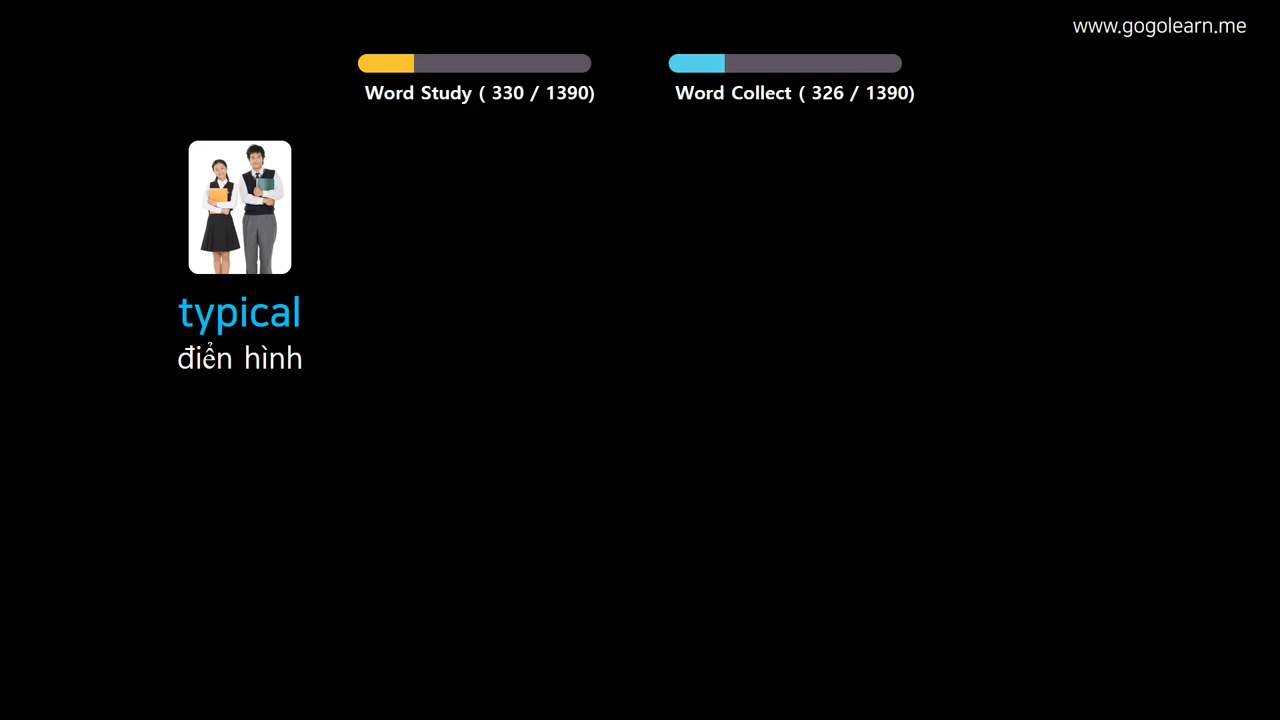 www.gogolearn.me
Word Study ( 330 / 1390)
Word Collect ( 326 / 1390)
typical
điển hình